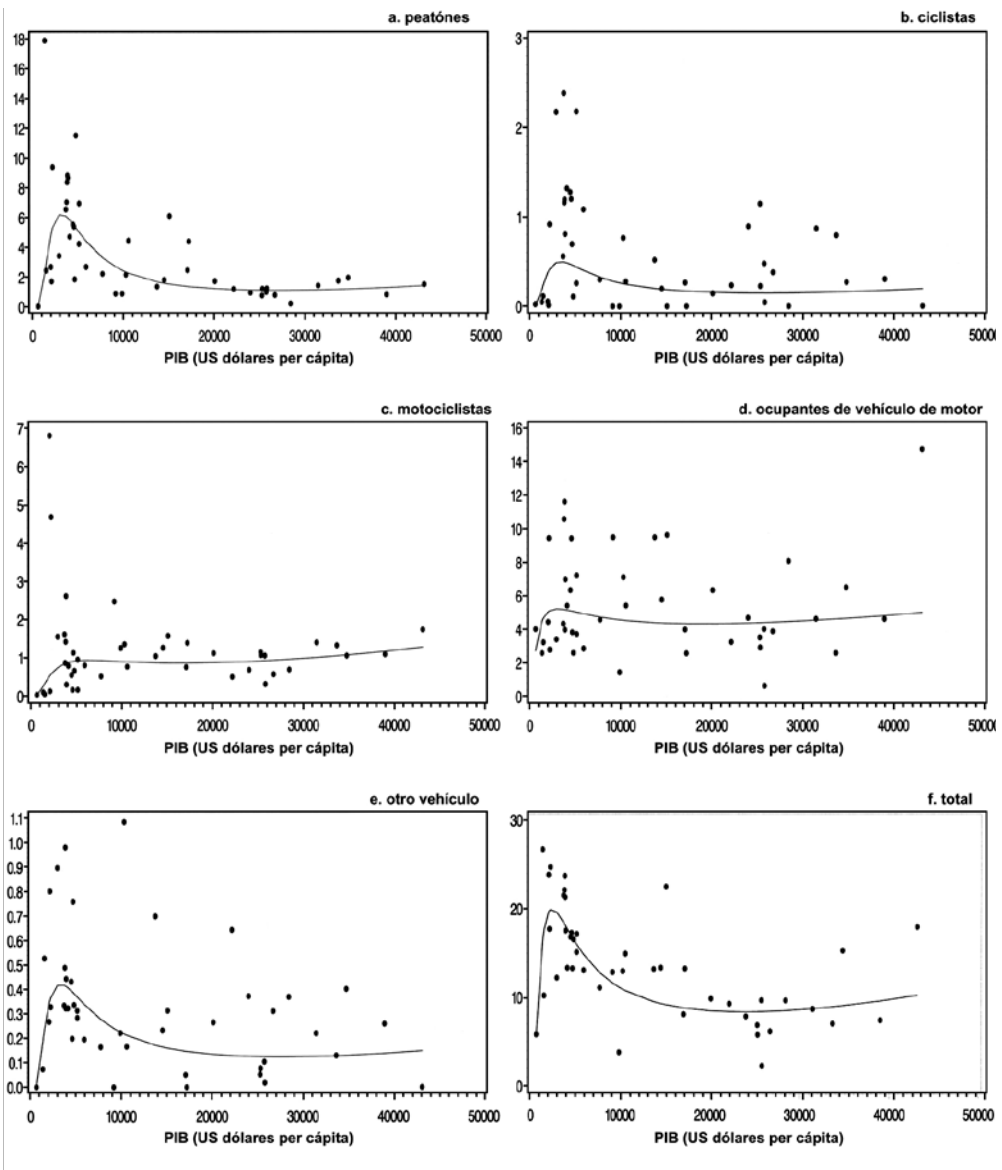 a. peatónes
18
16
14
12
10
8
6
4
2
0
0 10000 20000 30000 40000 50000
PIB (US dólares per cápita)
b. ciclistas
3
2
1
0
0 10000 20000 30000 40000 50000
PIB (US dólares per cápita)
c. motociclistas
7
6
5
4
3
2
1
0
0 10000 20000 30000 40000 50000
PIB (US dólares per cápita)
d. ocupantes de vehículo de motor
16
14
12
10
8
6
4
2
0
0 10000 20000 30000 40000 50000
PIB (US dólares per cápita)
e. otro vehículo
1.1
1.0
0.9
0.8
0.7
0.6
0.5
0.4
0.3
0.2
0.1
0.0
0 10000 20000 30000 40000 50000
PIB (US dólares per cápita)
f. total
30
20
10
0
0 10000 20000 30000 40000 50000
PIB (US dólares per cápita)